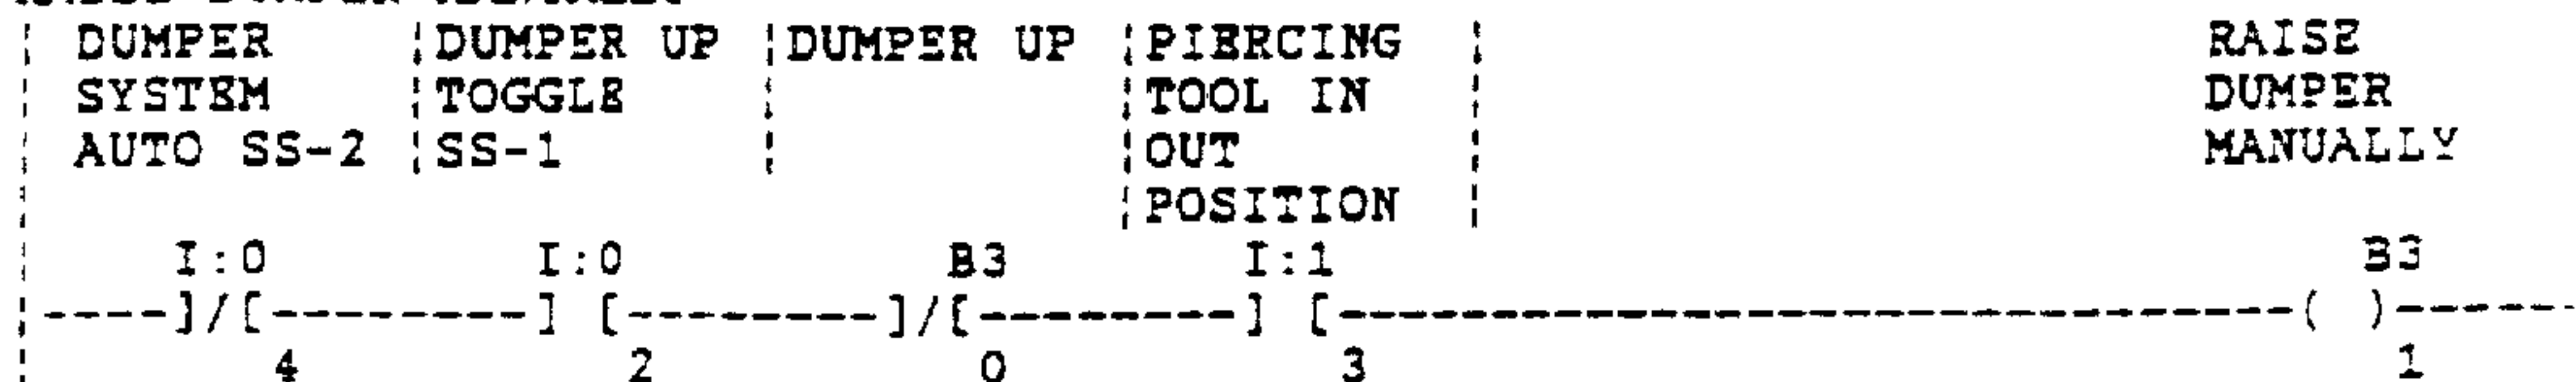 DUMPER |DUMPER UP |DUMPER UP |PIERCING | RAISE
SYSTEM |TOGGLE | |TOOL IN | DUMPER
AUTO SS-2 |SS-1 | |OUT | MANUALLY
|POSITION |
I:0 I:0 B3 I:1 B3
|----]/[--------] [---------]/[---------] [--------------------------------( )------
4 2 0 3 1